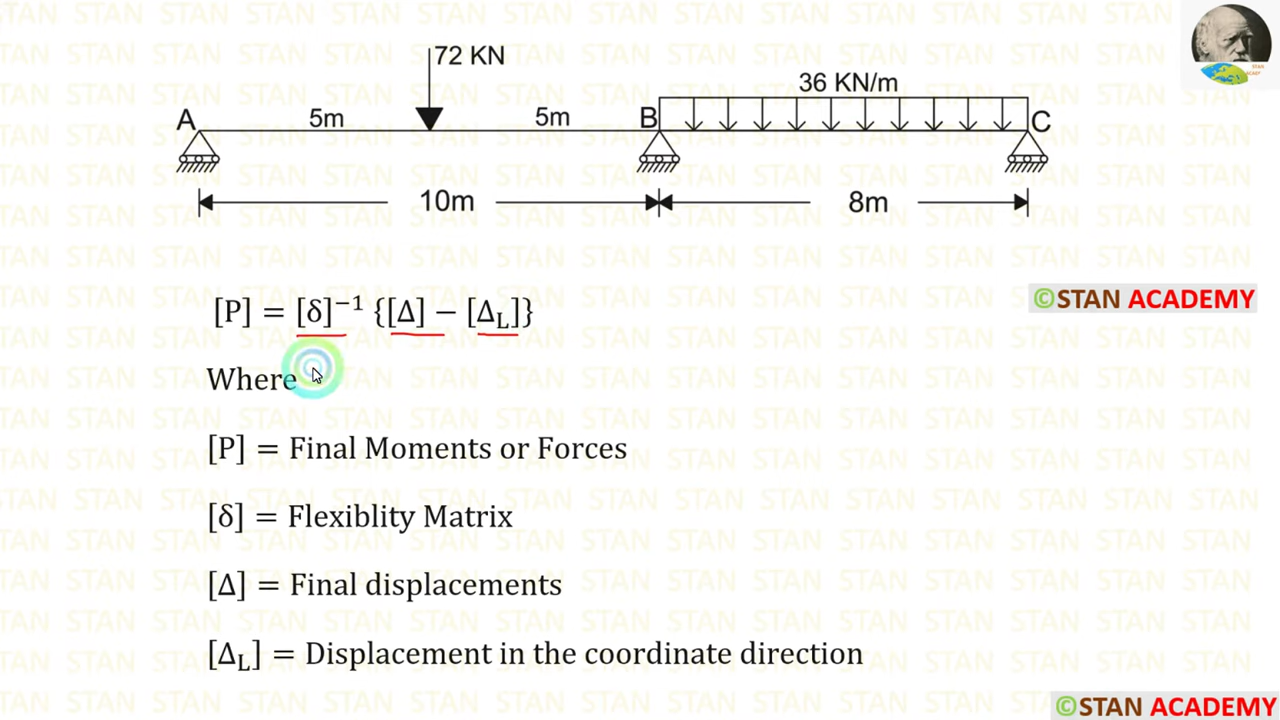 72 KN
36 KN/m
A 5m 5m B C
10m 8m
[P] = [δ]⁻¹ {[Δ] − [Δ_L]}
©STAN ACADEMY
Where
[P] = Final Moments or Forces
[δ] = Flexiblity Matrix
[Δ] = Final displacements
[Δ_L] = Displacement in the coordinate direction
©STAN ACADEMY